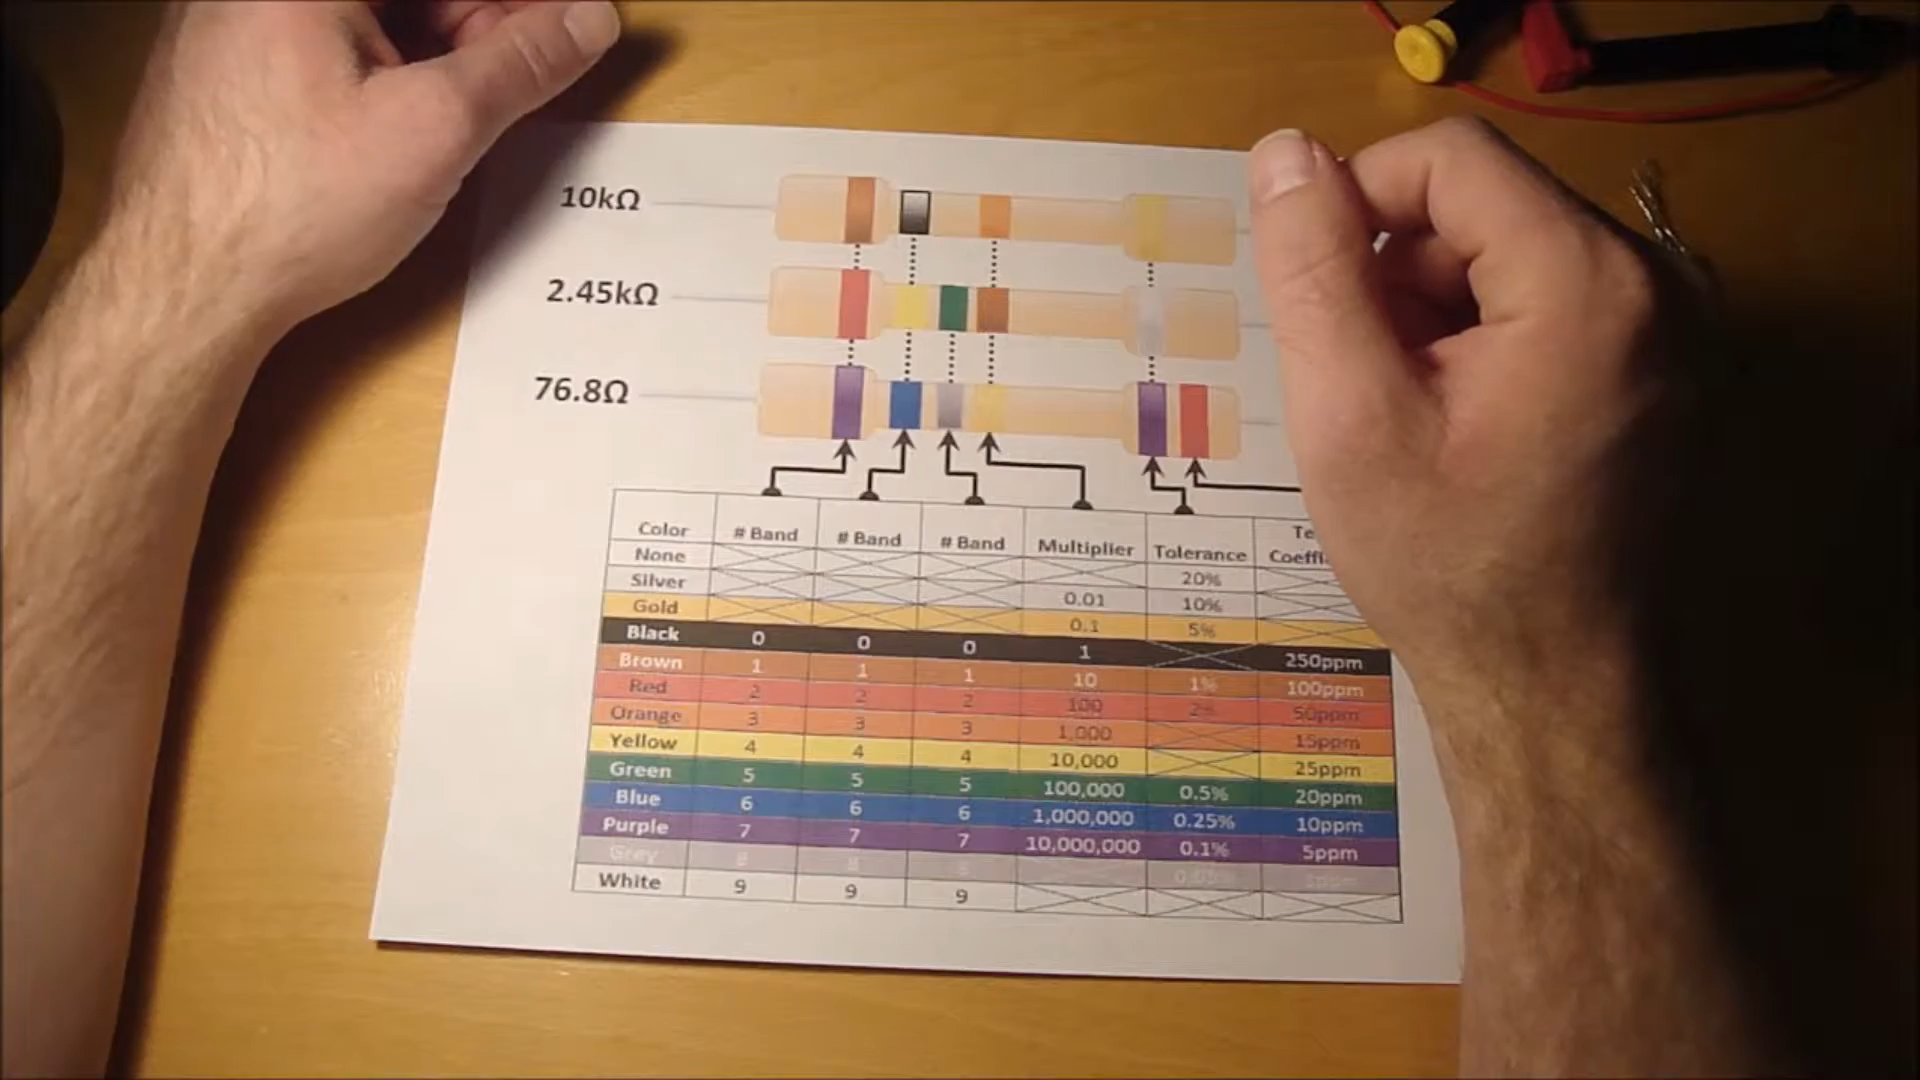 10kΩ
2.45kΩ
76.8Ω
Color # Band # Band # Band Multiplier Tolerance
None 20%
Silver 0.01 10%
Gold 0.1 5%
Black 0 0 0 1 250ppm
Brown 1 1 1 10 1% 100ppm
Red 2 2 2 100 2% 50ppm
Orange 3 3 3 1,000 15ppm
Yellow 4 4 4 10,000 25ppm
Green 5 5 5 100,000 0.5% 20ppm
Blue 6 6 6 1,000,000 0.25% 10ppm
Purple 7 7 7 10,000,000 0.1% 5ppm
Grey 8 8 8
White 9 9 9